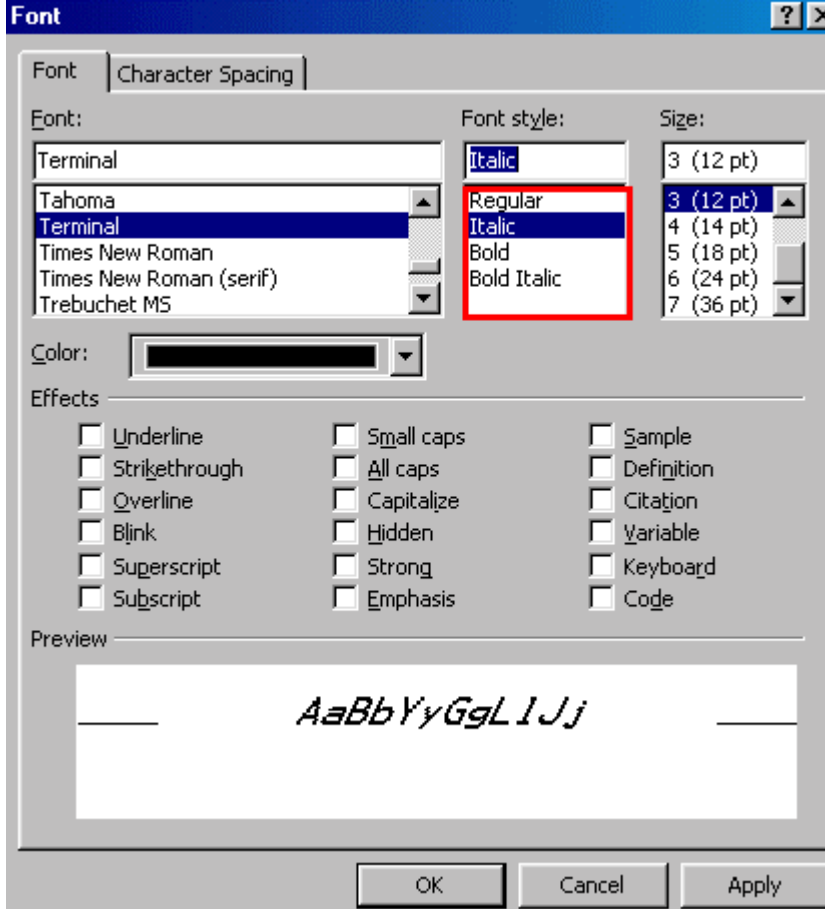 Font
Font Character Spacing
Font: Font style: Size:
Terminal Italic 3 (12 pt)
Tahoma Regular 3 (12 pt)
Terminal Italic 4 (14 pt)
Times New Roman Bold 5 (18 pt)
Times New Roman (serif) Bold Italic 6 (24 pt)
Trebuchet MS 7 (36 pt)
Color:
Effects
Underline Small caps Sample
Strikethrough All caps Definition
Overline Capitalize Citation
Blink Hidden Variable
Superscript Strong Keyboard
Subscript Emphasis Code
Preview
AaBbYyGgLlJj
OK Cancel Apply